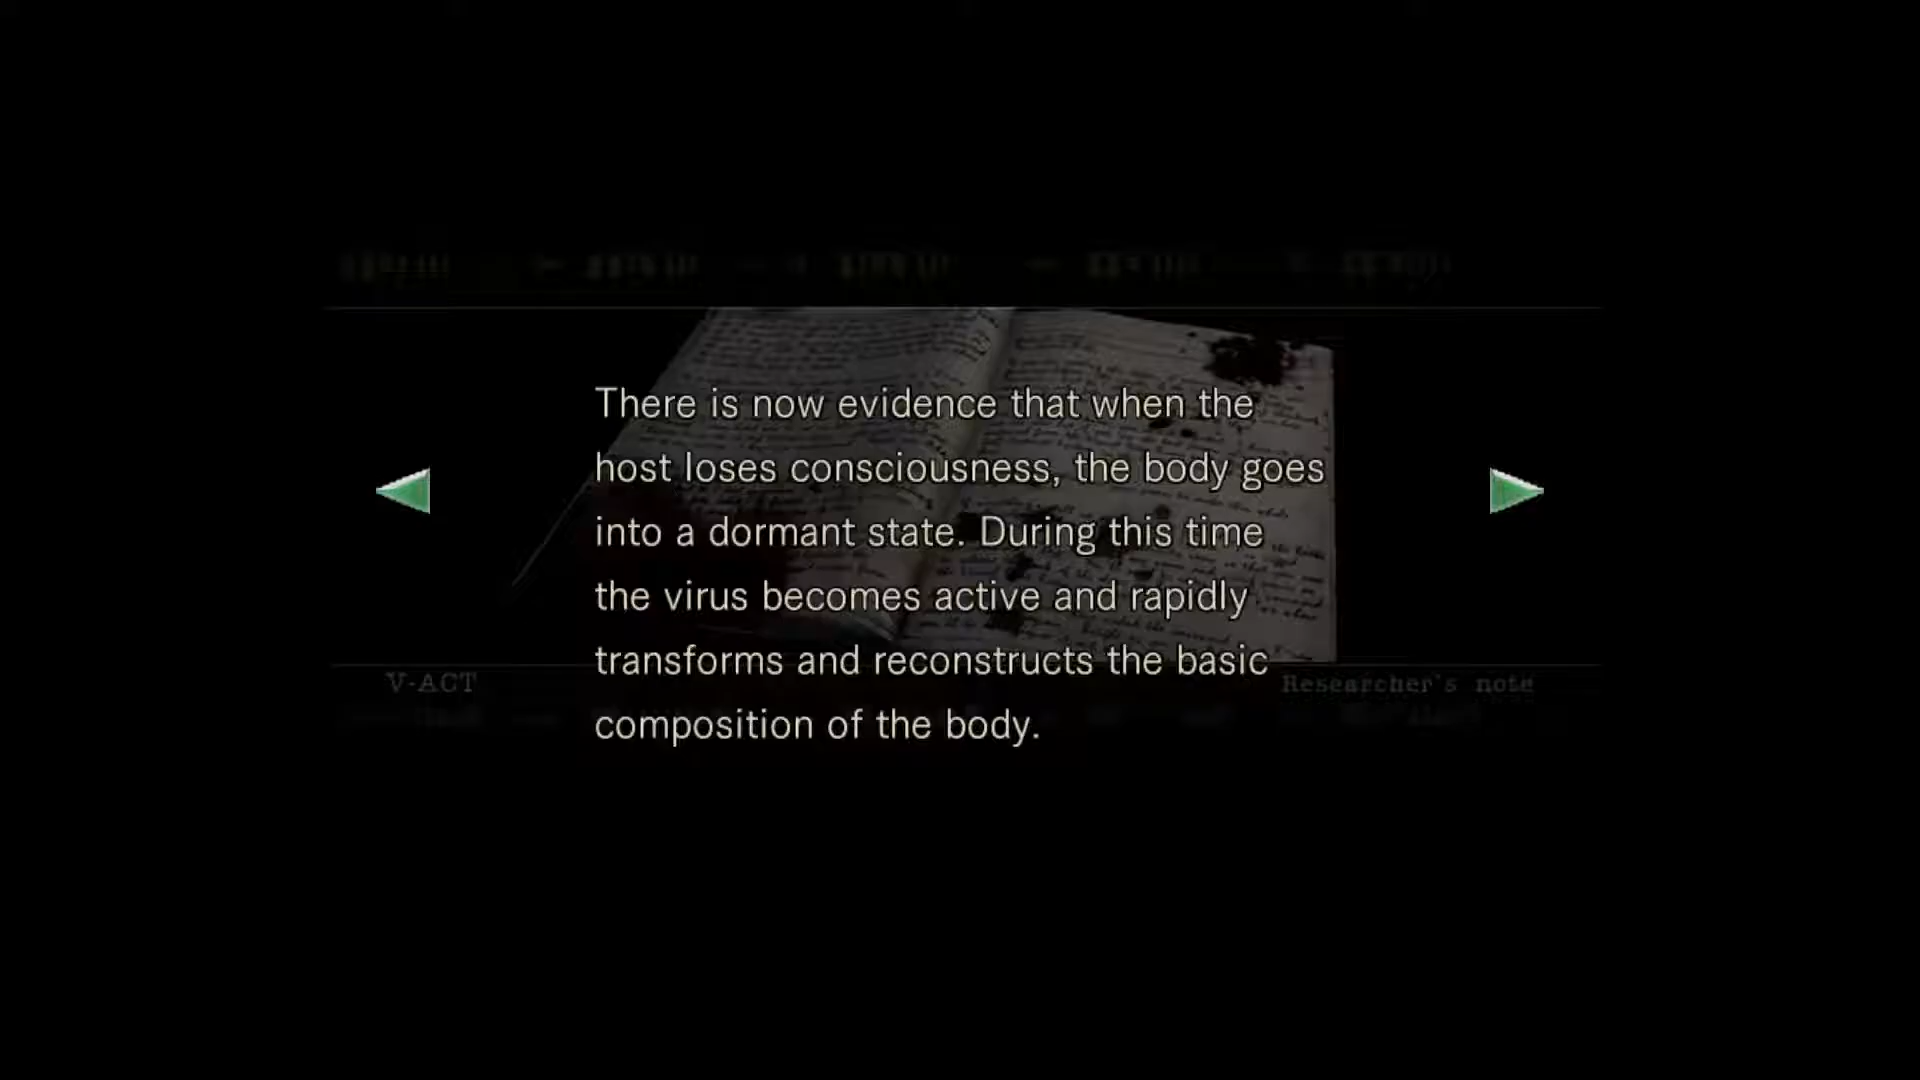 There is now evidence that when the
host loses consciousness, the body goes
into a dormant state. During this time
the virus becomes active and rapidly
transforms and reconstructs the basic
composition of the body.
V-ACT
Researcher's note